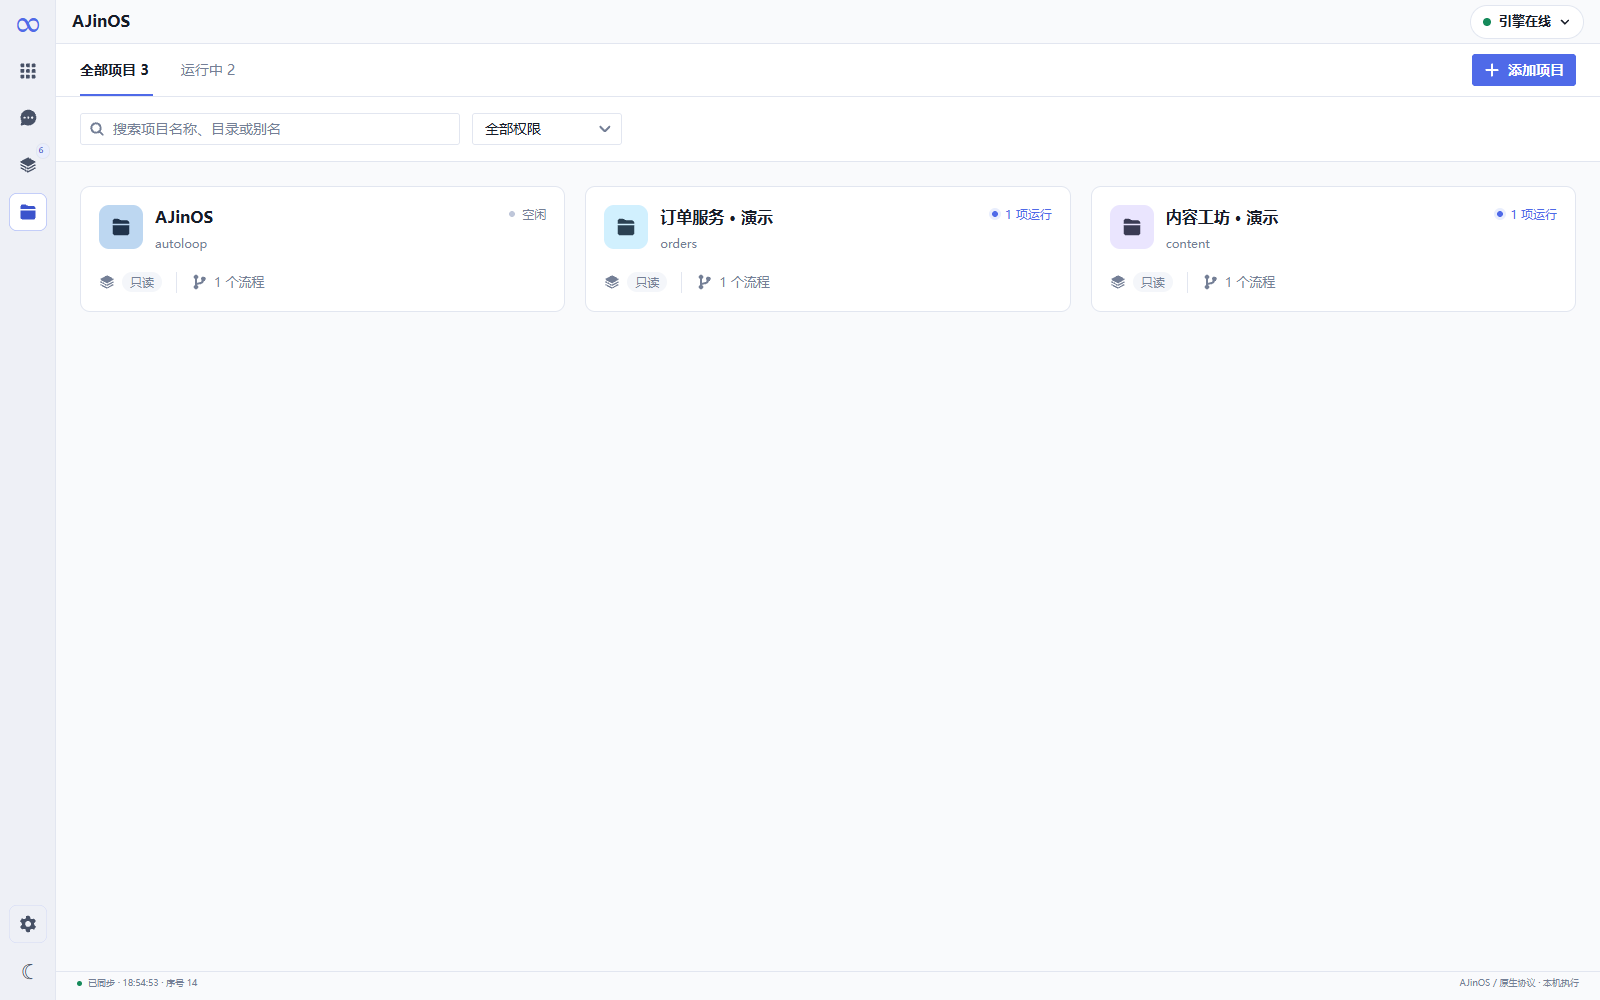 AJinOS
引擎在线
全部项目 3
运行中 2
添加项目
搜索项目名称、目录或别名
全部权限
6
AJinOS
空闲
autoloop
只读
1 个流程
订单服务 • 演示
1 项运行
orders
只读
1 个流程
内容工坊 • 演示
1 项运行
content
只读
1 个流程
已同步 · 18:54:53 · 序号 14
AJinOS / 原生协议 · 本机执行